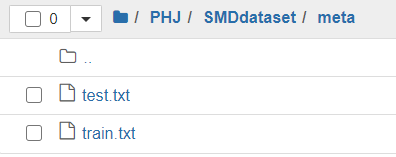 0 / PHJ / SMDdataset / meta
..
test.txt
train.txt